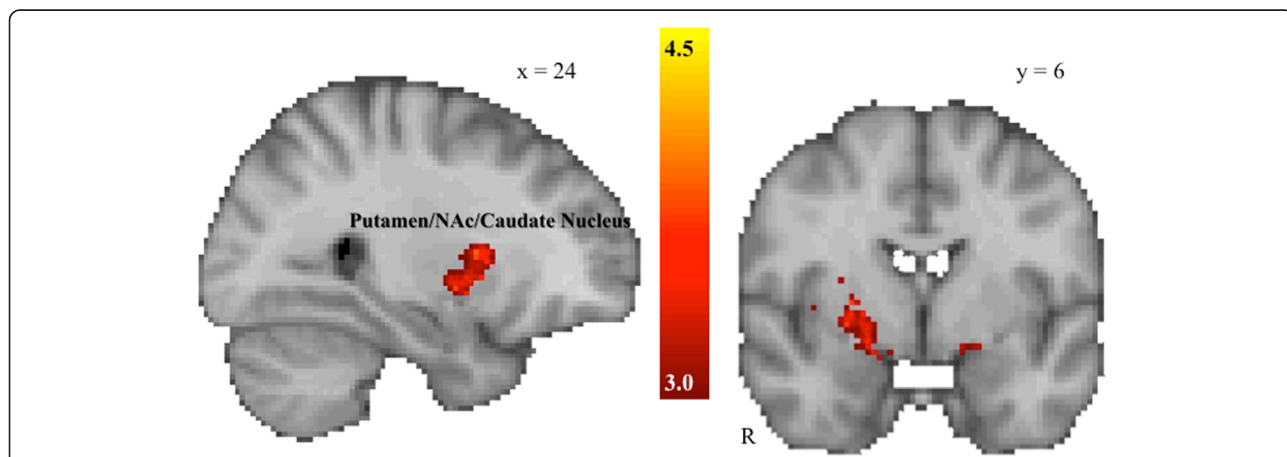 x = 24
Putamen/NAc/Caudate Nucleus
4.5
3.0
y = 6
R